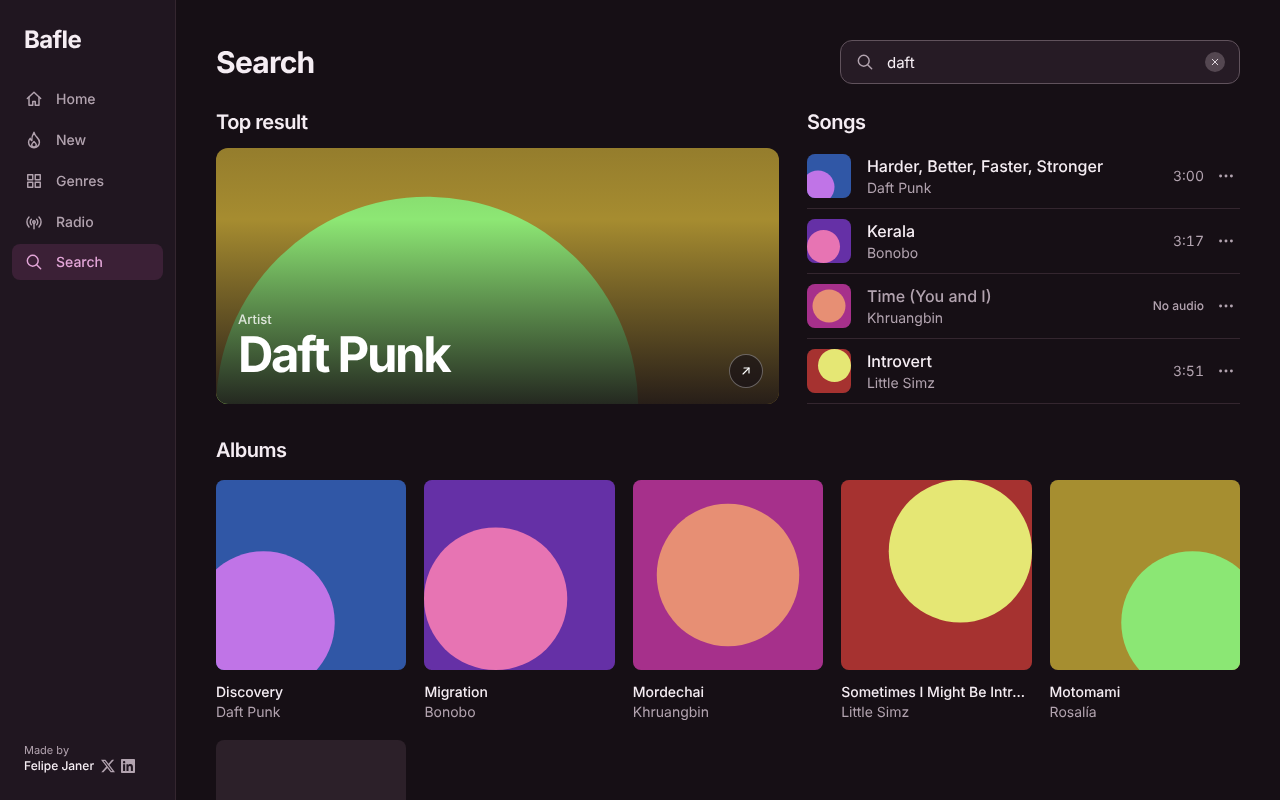 Bafle
Home
New
Genres
Radio
Search
Made by
Felipe Janer
Search
daft
Top result
Artist
Daft Punk
Songs
Harder, Better, Faster, Stronger
Daft Punk
3:00
Kerala
Bonobo
3:17
Time (You and I)
Khruangbin
No audio
Introvert
Little Simz
3:51
Albums
Discovery
Daft Punk
Migration
Bonobo
Mordechai
Khruangbin
Sometimes I Might Be Intr...
Little Simz
Motomami
Rosalía